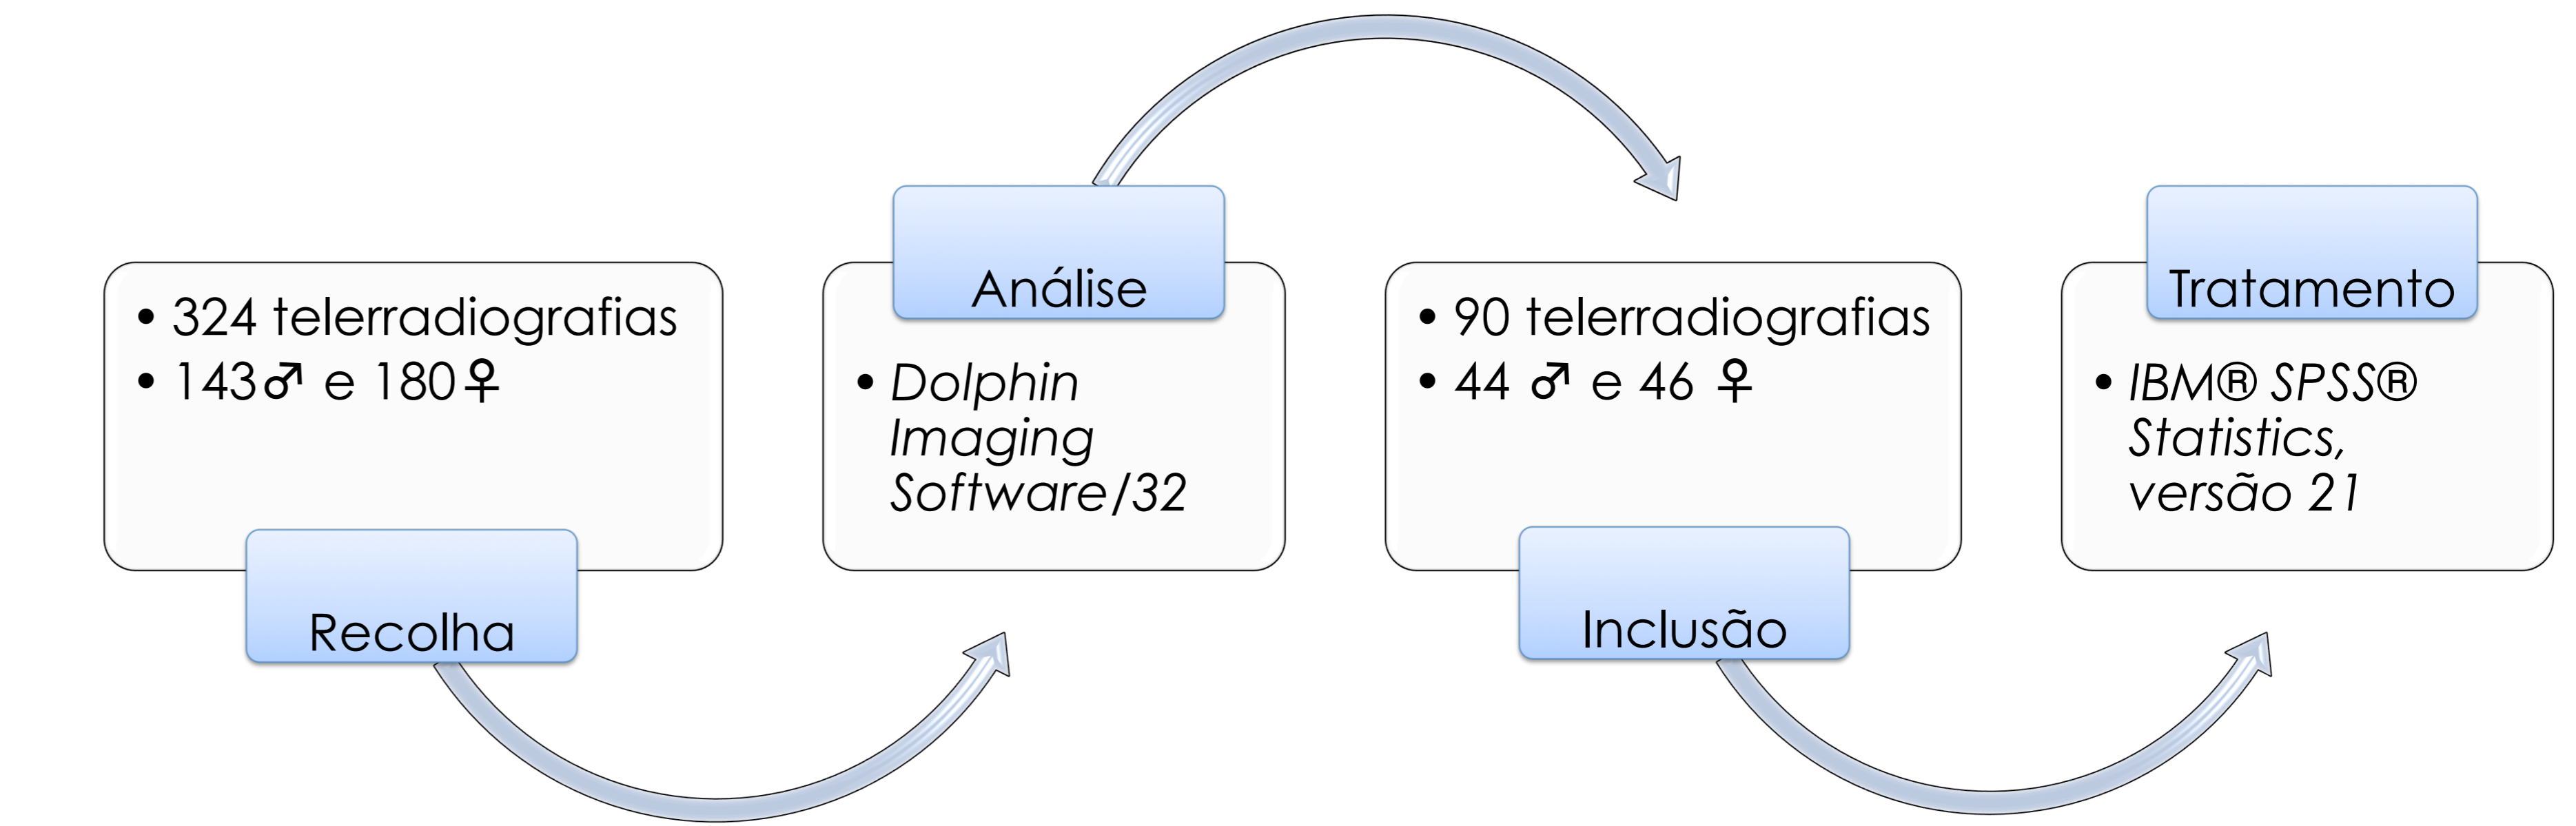 • 324 telerradiografias
• 143♂ e 180♀
Recolha
Análise
• Dolphin
Imaging
Software/32
• 90 telerradiografias
• 44 ♂ e 46 ♀
Inclusão
Tratamento
• IBM® SPSS®
Statistics,
versão 21